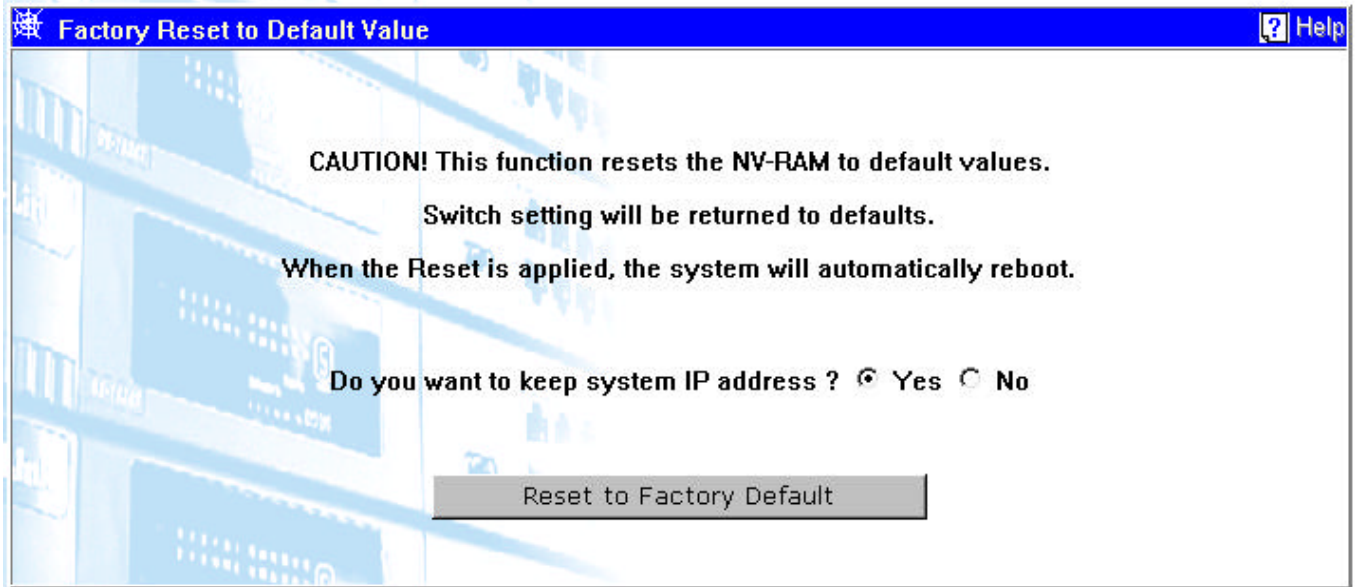 Factory Reset to Default Value
? Help
CAUTION! This function resets the NV-RAM to default values.
Switch setting will be returned to defaults.
When the Reset is applied, the system will automatically reboot.
Do you want to keep system IP address ? Yes No
Reset to Factory Default